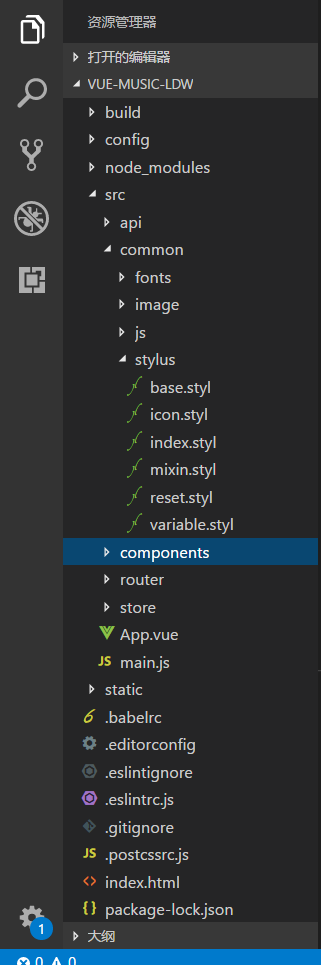 资源管理器
打开的编辑器
VUE-MUSIC-LDW
build
config
node_modules
src
api
common
fonts
image
js
stylus
base.styl
icon.styl
index.styl
mixin.styl
reset.styl
variable.styl
components
router
store
App.vue
JS main.js
static
.babelrc
.editorconfig
.eslintignore
.eslintrc.js
.gitignore
JS .postcssrc.js
index.html
package-lock.json
1
大纲
0 0